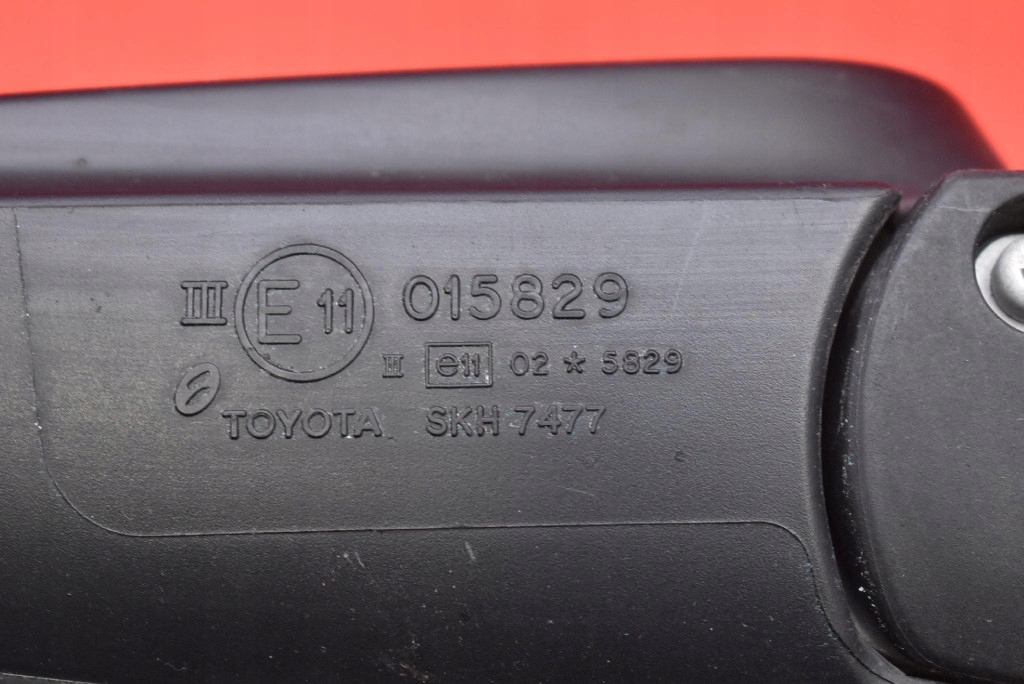 III E 11 015829
II e11 02 ★ 5829
TOYOTA SKH 7477